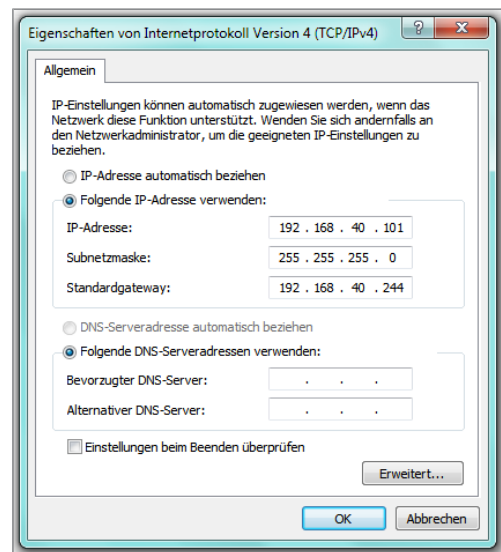 Eigenschaften von Internetprotokoll Version 4 (TCP/IPv4)
Allgemein
IP-Einstellungen können automatisch zugewiesen werden, wenn das
Netzwerk diese Funktion unterstützt. Wenden Sie sich andernfalls an
den Netzwerkadministrator, um die geeigneten IP-Einstellungen zu
beziehen.
IP-Adresse automatisch beziehen
Folgende IP-Adresse verwenden:
IP-Adresse: 192 . 168 . 40 . 101
Subnetzmaske: 255 . 255 . 255 . 0
Standardgateway: 192 . 168 . 40 . 244
DNS-Serveradresse automatisch beziehen
Folgende DNS-Serveradressen verwenden:
Bevorzugter DNS-Server: . . .
Alternativer DNS-Server: . . .
Einstellungen beim Beenden überprüfen
Erweitert...
OK Abbrechen